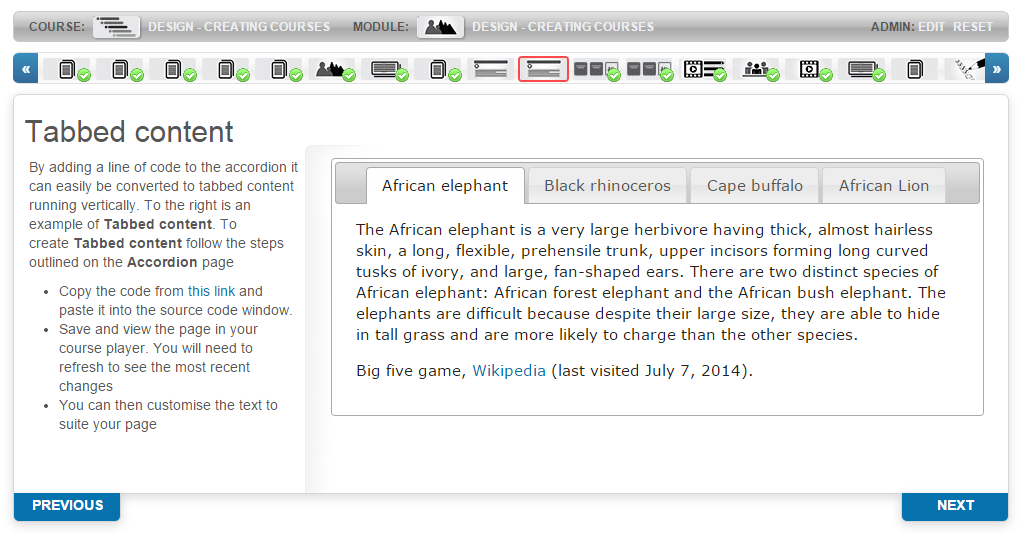 COURSE: DESIGN - CREATING COURSES MODULE: DESIGN - CREATING COURSES ADMIN: EDIT RESET
« »
Tabbed content
By adding a line of code to the accordion it
can easily be converted to tabbed content
running vertically. To the right is an
example of Tabbed content. To
create Tabbed content follow the steps
outlined on the Accordion page
• Copy the code from this link and
paste it into the source code window.
• Save and view the page in your
course player. You will need to
refresh to see the most recent
changes
• You can then customise the text to
suite your page
African elephant Black rhinoceros Cape buffalo African Lion
The African elephant is a very large herbivore having thick, almost hairless
skin, a long, flexible, prehensile trunk, upper incisors forming long curved
tusks of ivory, and large, fan-shaped ears. There are two distinct species of
African elephant: African forest elephant and the African bush elephant. The
elephants are difficult because despite their large size, they are able to hide
in tall grass and are more likely to charge than the other species.
Big five game, Wikipedia (last visited July 7, 2014).
PREVIOUS NEXT